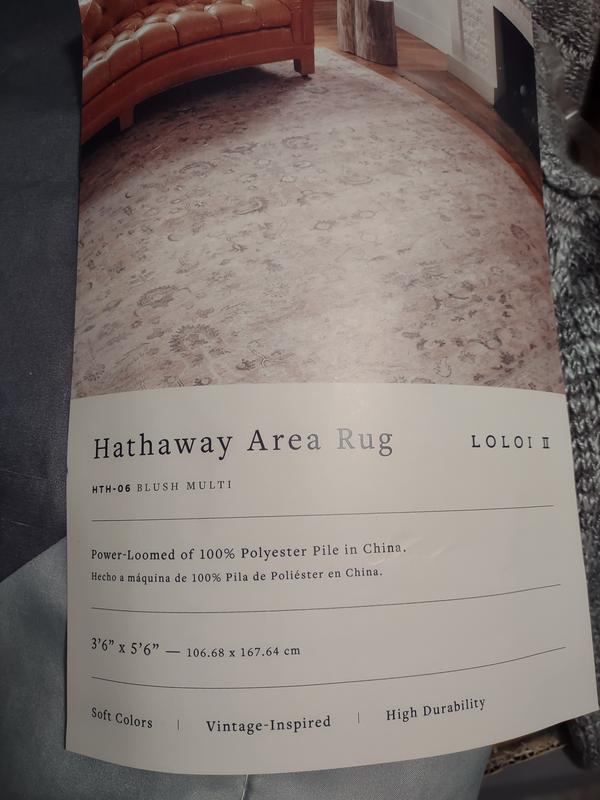 Hathaway Area Rug LOLOI II
HTH-06 BLUSH MULTI
Power-Loomed of 100% Polyester Pile in China.
Hecho a máquina de 100% Pila de Poliéster en China.
3’6” x 5’6” — 106.68 x 167.64 cm
Soft Colors | Vintage-Inspired | High Durability